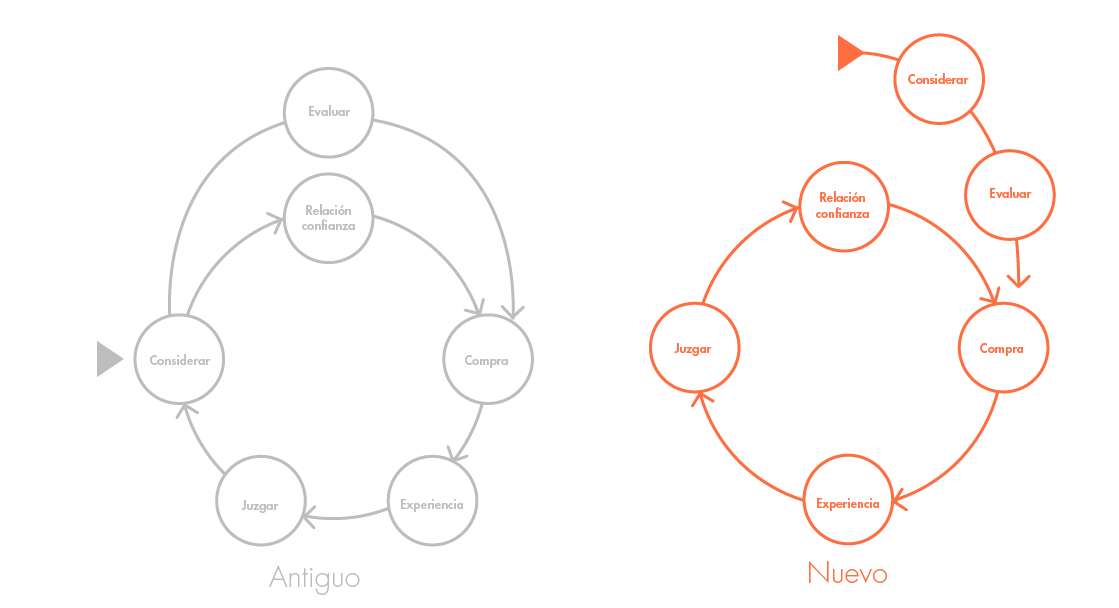 Evaluar
Relación
confianza
Considerar
Compra
Juzgar
Experiencia
Antiguo
Considerar
Evaluar
Relación
confianza
Juzgar
Compra
Experiencia
Nuevo